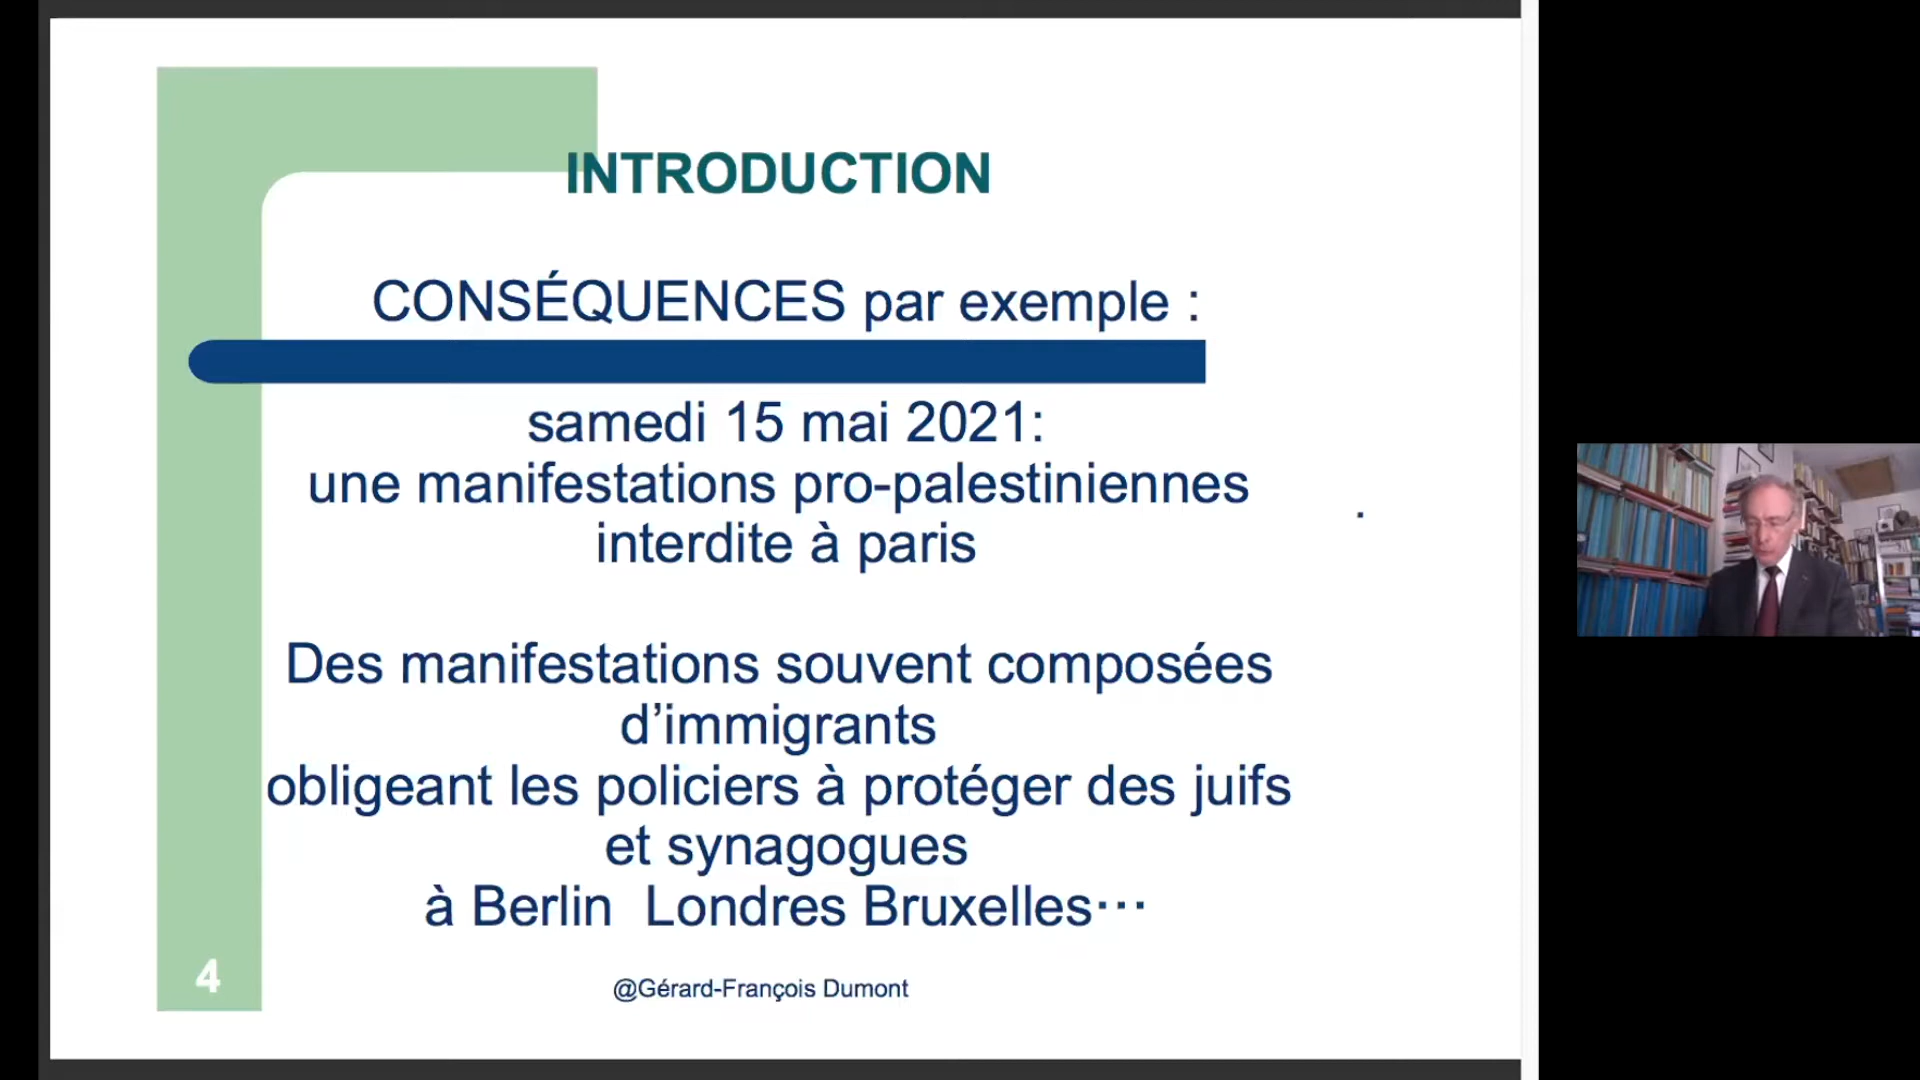 INTRODUCTION
CONSÉQUENCES par exemple :
samedi 15 mai 2021:
une manifestations pro-palestiniennes
interdite à paris
.
Des manifestations souvent composées
d’immigrants
obligeant les policiers à protéger des juifs
et synagogues
à Berlin  Londres Bruxelles…
4
@Gérard-François Dumont